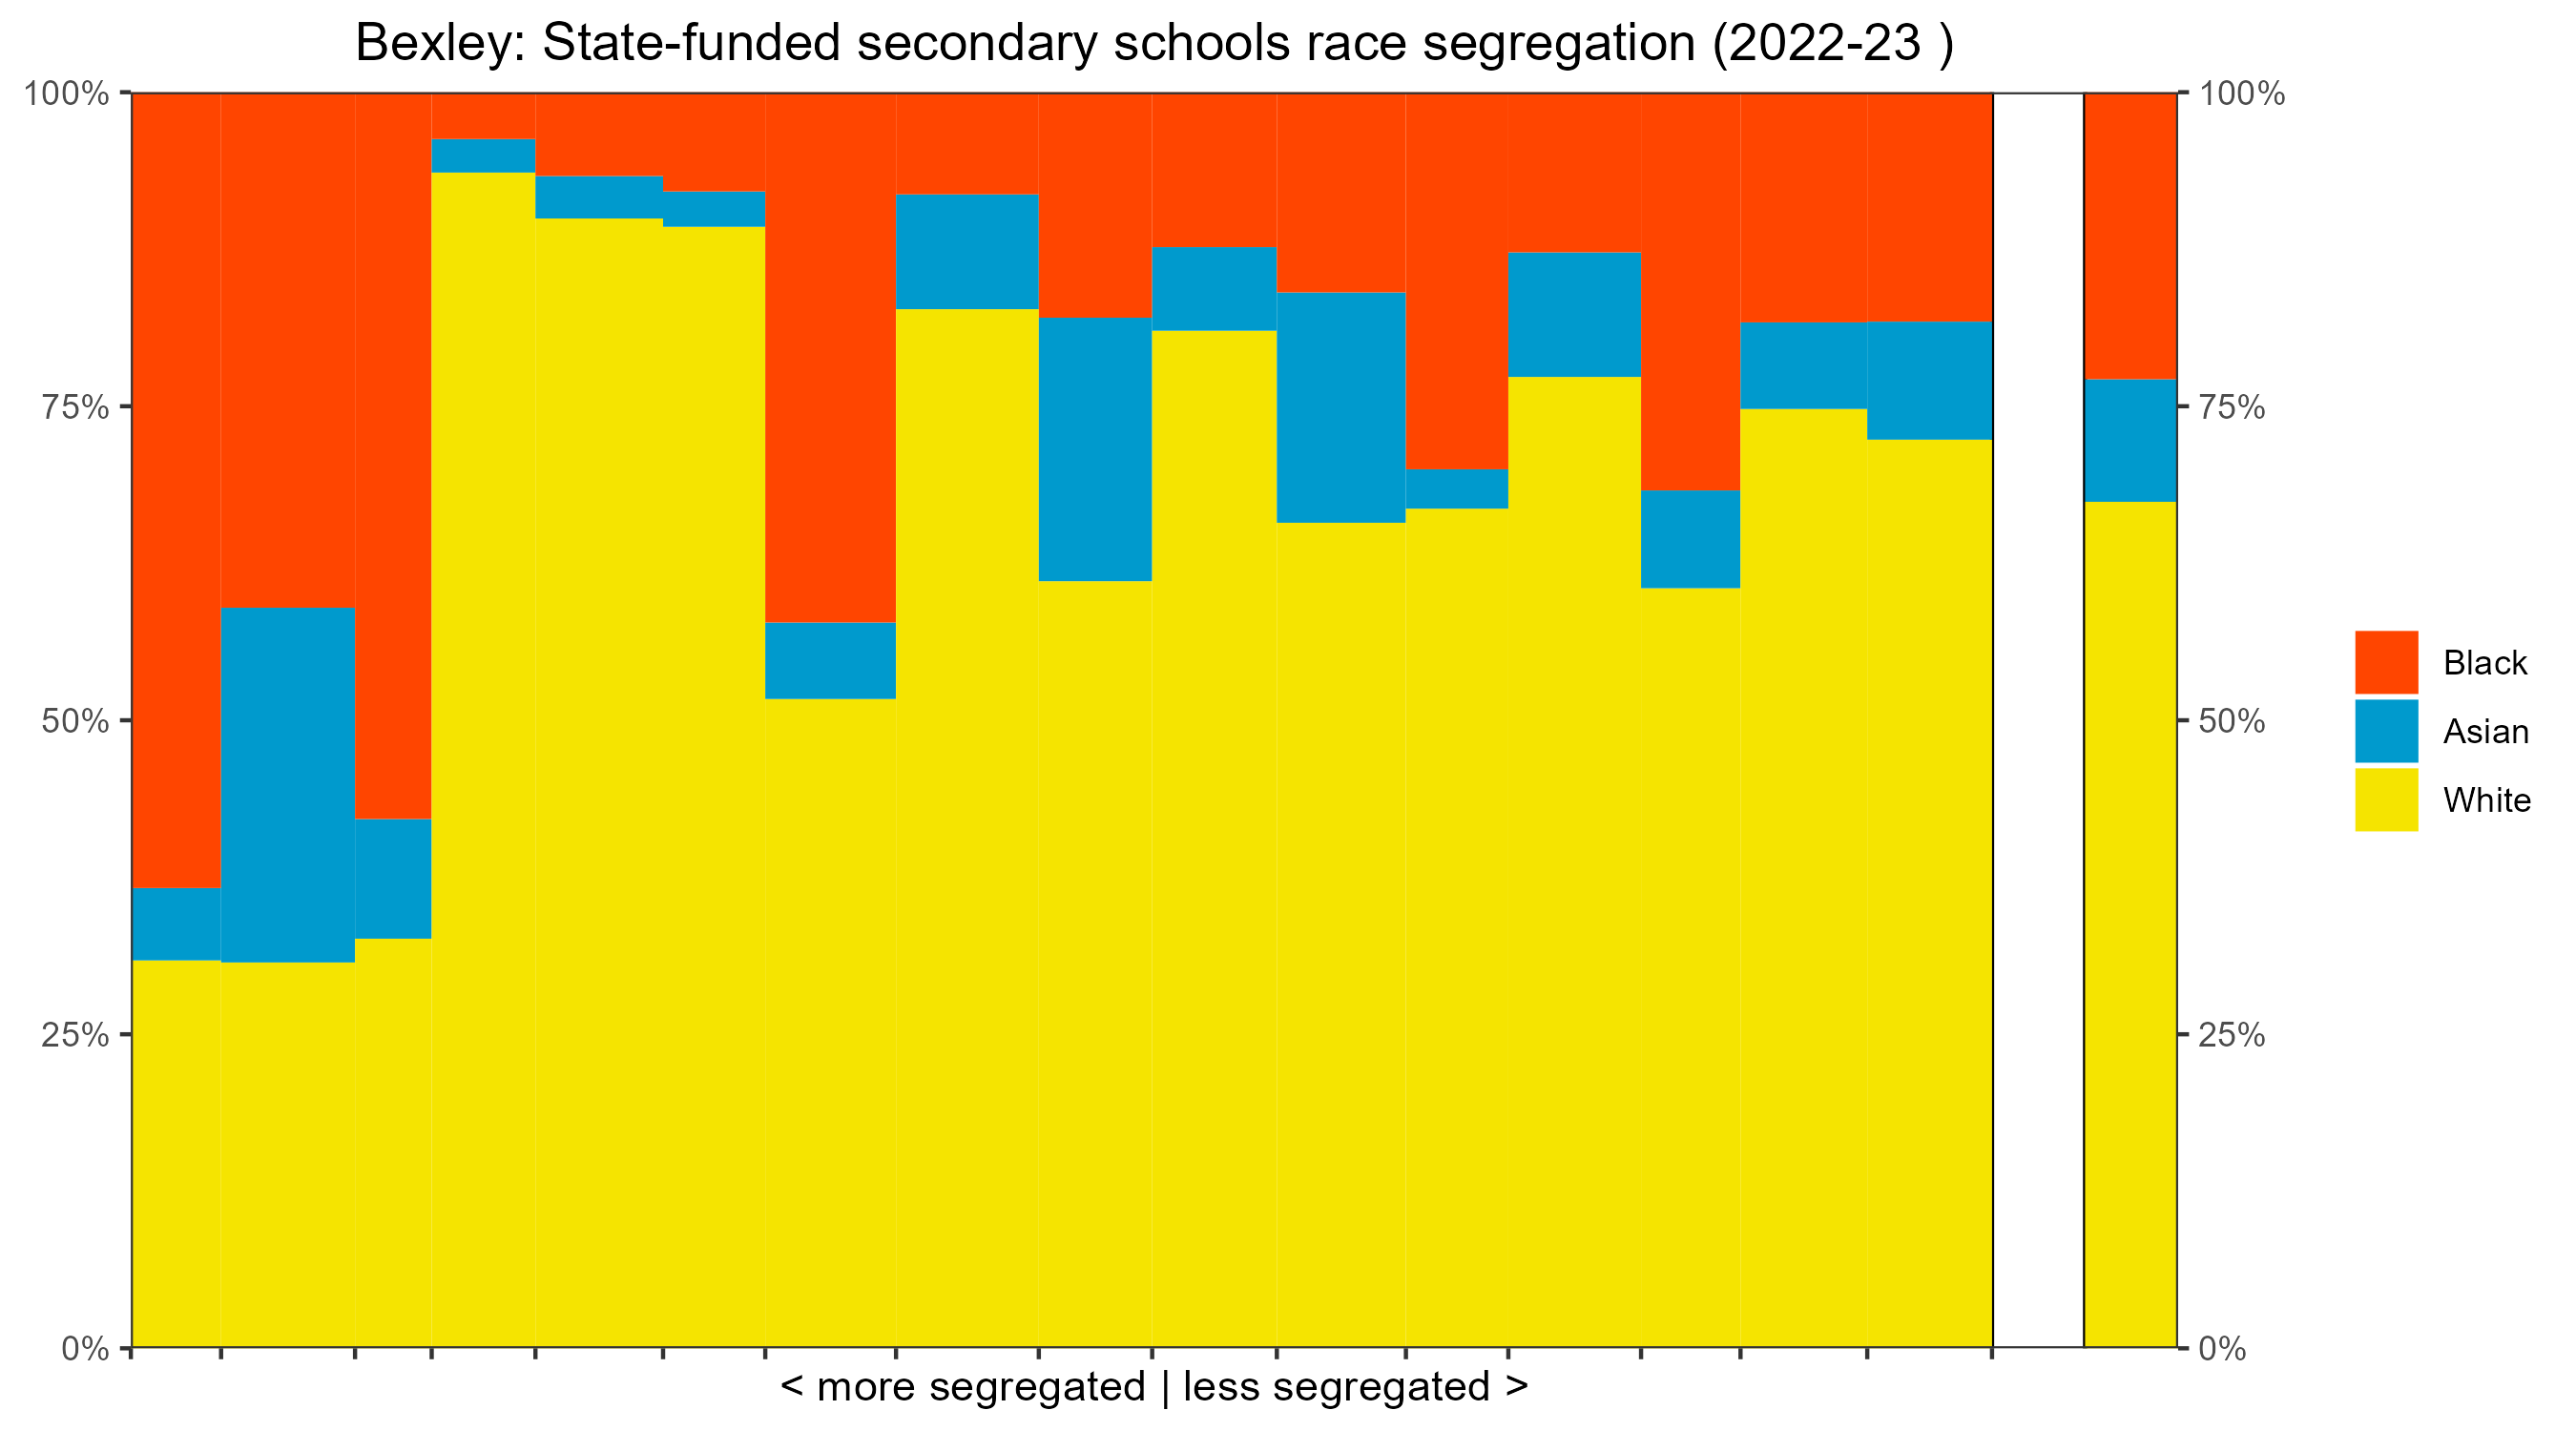 Bexley: State-funded secondary schools race segregation (2022-23 )
100%
75%
50%
25%
0%
100%
75%
50%
25%
0%
Black
Asian
White
< more segregated | less segregated >